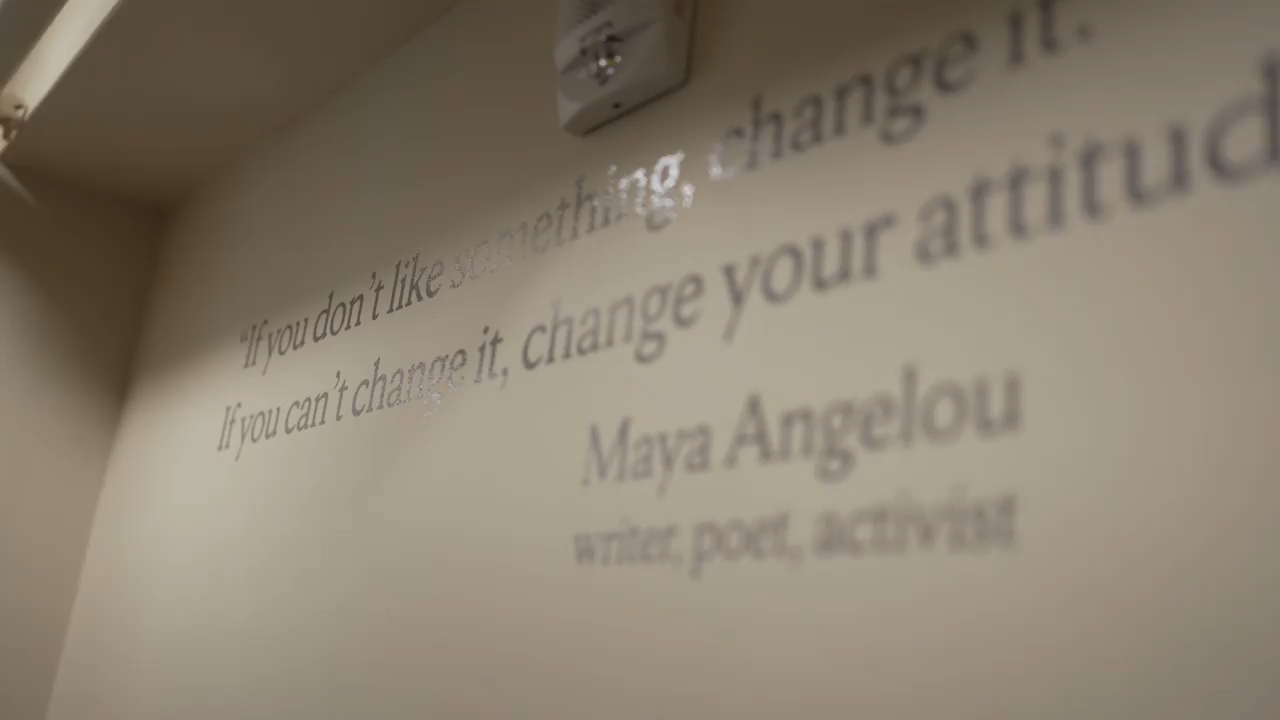 “If you don’t like something, change it.
If you can’t change it, change your attitud
Maya Angelou
writer, poet, activist